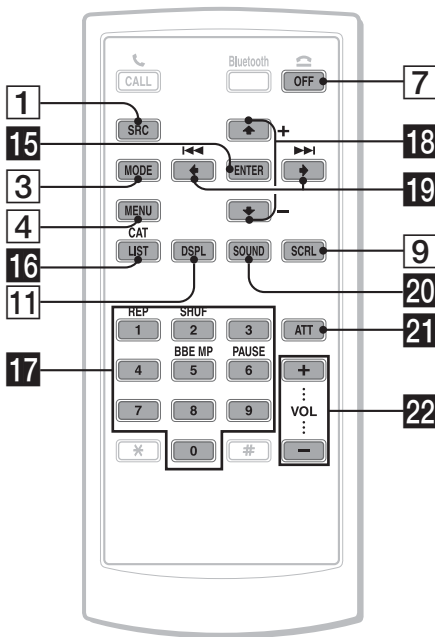 CALL
Bluetooth
OFF
7
1
SRC
+
18
15
MODE
ENTER
19
3
MENU
–
4
CAT
LIST
DSPL
SOUND
SCRL
9
16
11
20
REP
SHUF
1
2
3
ATT
21
17
BBE MP
PAUSE
4
5
6
+
VOL
22
7
8
9
–
*
0
#